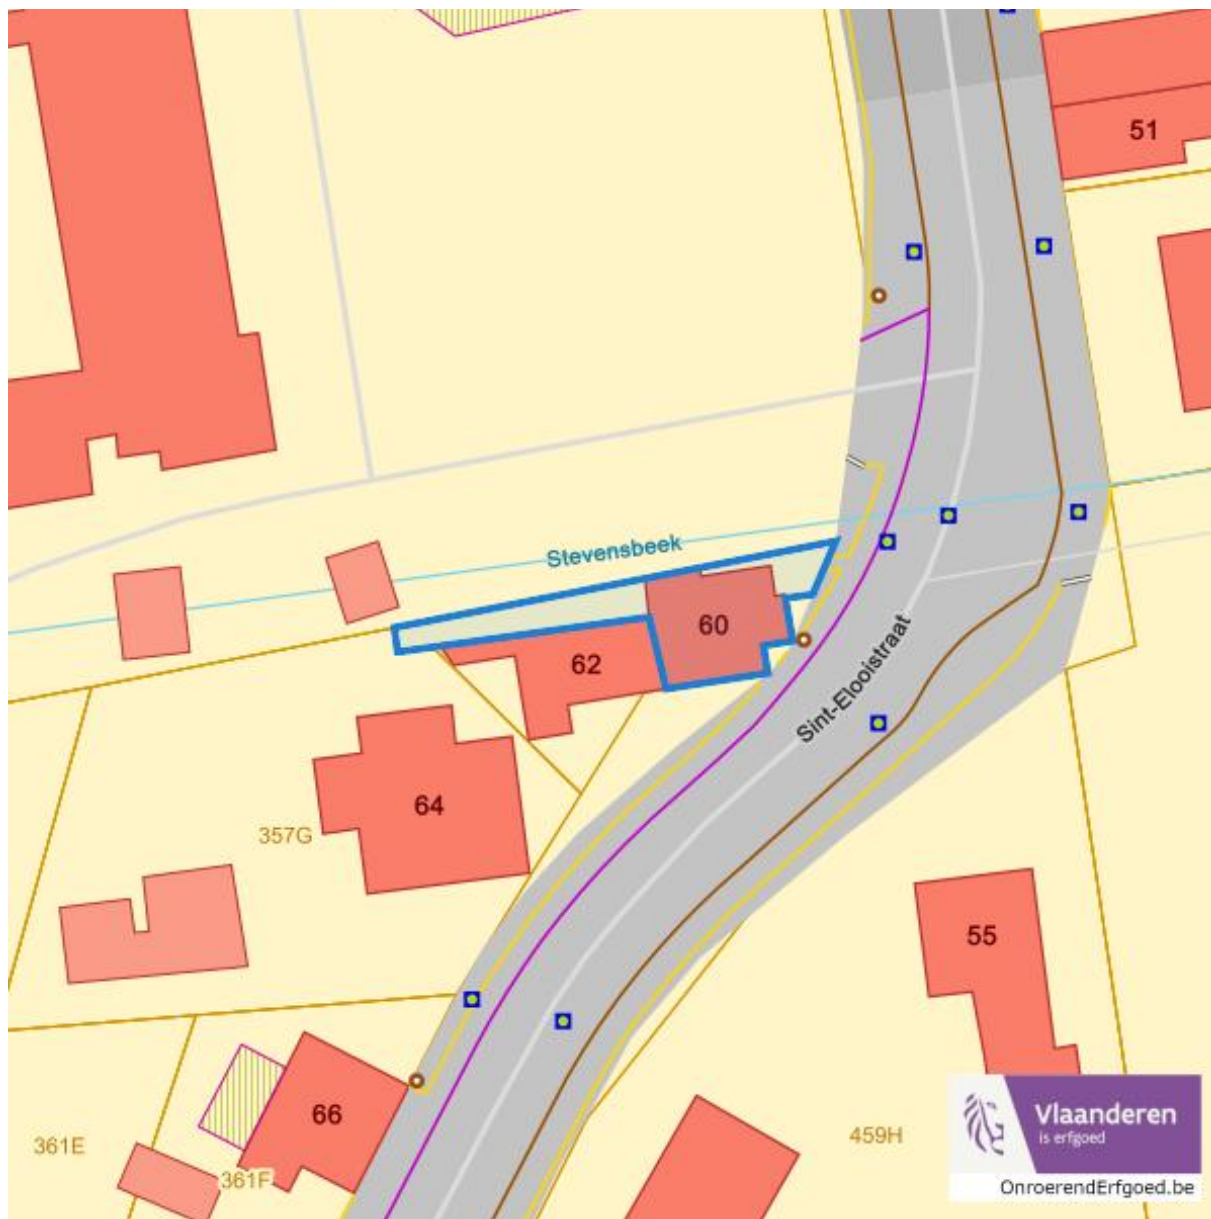 51
Stevensbeek
60
62
Sint-Elooistraat
64
357G
55
66
361E
361F
459H
Vlaanderen
is erfgoed
OnroerendErfgoed.be